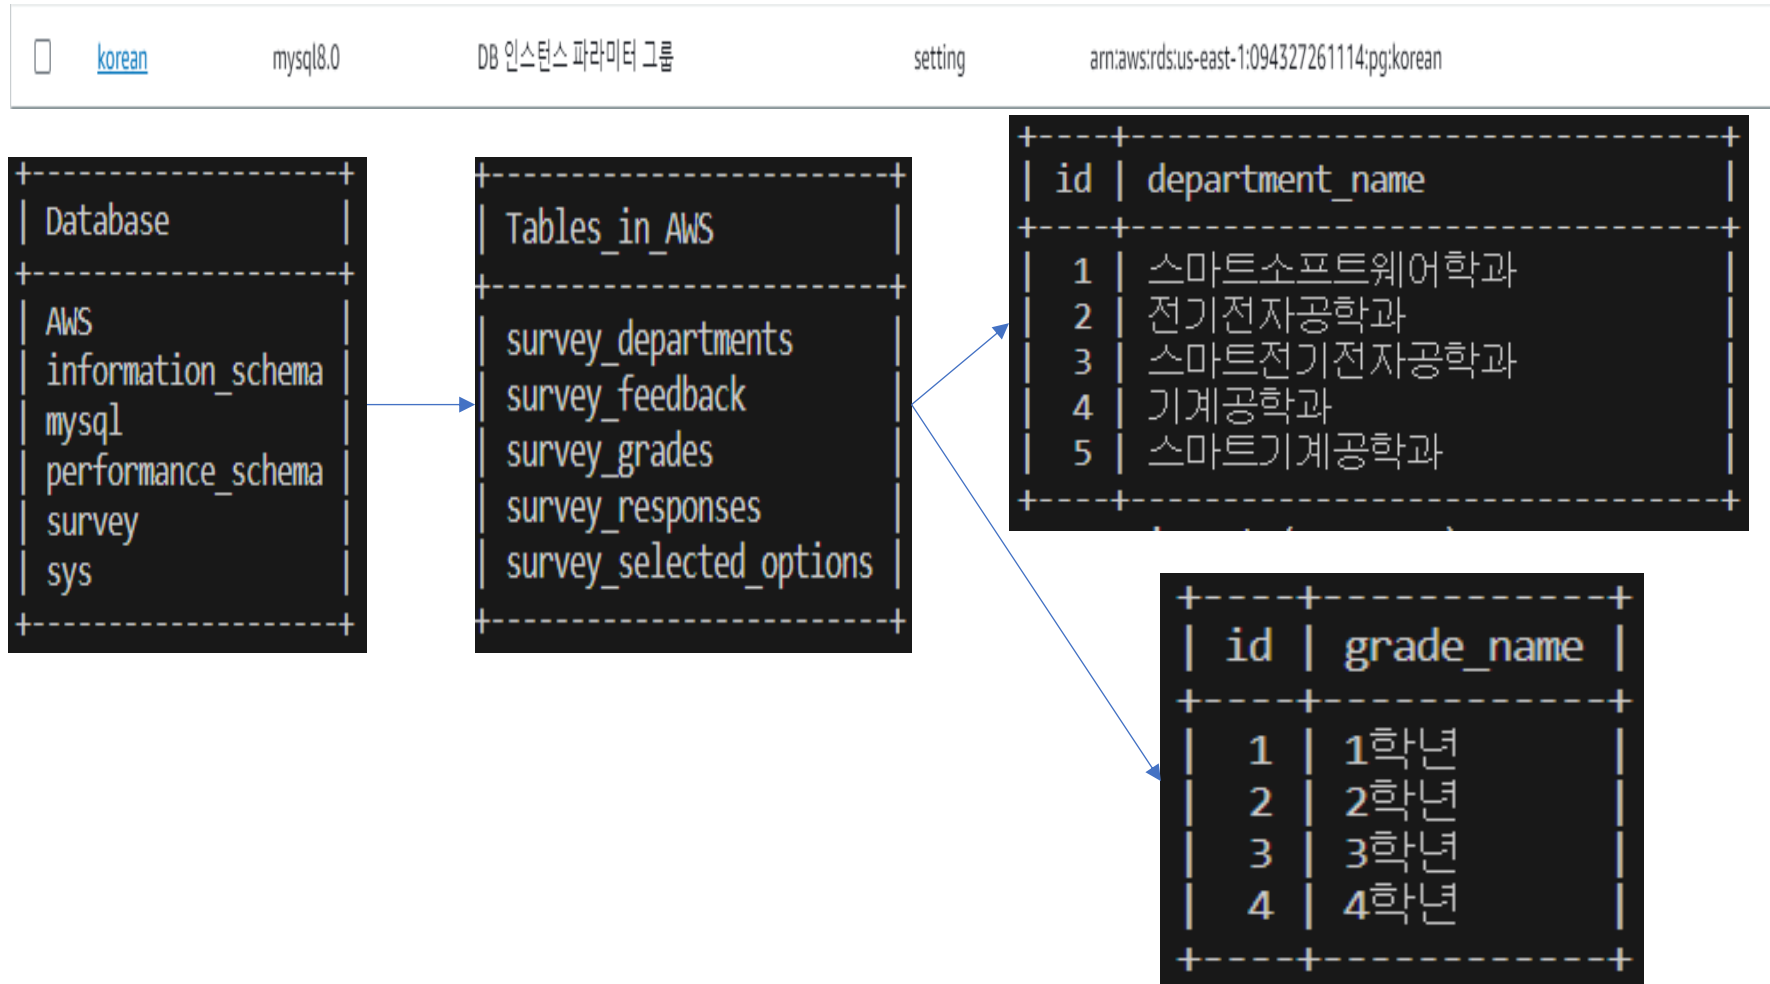 korean mysql8.0 DB 인스턴스 파라미터 그룹 setting arn:aws:rds:us-east-1:094327261114:pg:korean
+--------------------+
| Database |
+--------------------+
| AWS |
| information_schema |
| mysql |
| performance_schema |
| survey |
| sys |
+--------------------+
+-------------------------+
| Tables_in_AWS |
+-------------------------+
| survey_departments |
| survey_feedback |
| survey_grades |
| survey_responses |
| survey_selected_options |
+-------------------------+
+----+--------------------------------+
| id | department_name |
+----+--------------------------------+
| 1 | 스마트소프트웨어학과 |
| 2 | 전기전자공학과 |
| 3 | 스마트전기전자공학과 |
| 4 | 기계공학과 |
| 5 | 스마트기계공학과 |
+----+--------------------------------+
+----+------------+
| id | grade_name |
+----+------------+
| 1 | 1학년 |
| 2 | 2학년 |
| 3 | 3학년 |
| 4 | 4학년 |
+----+------------+